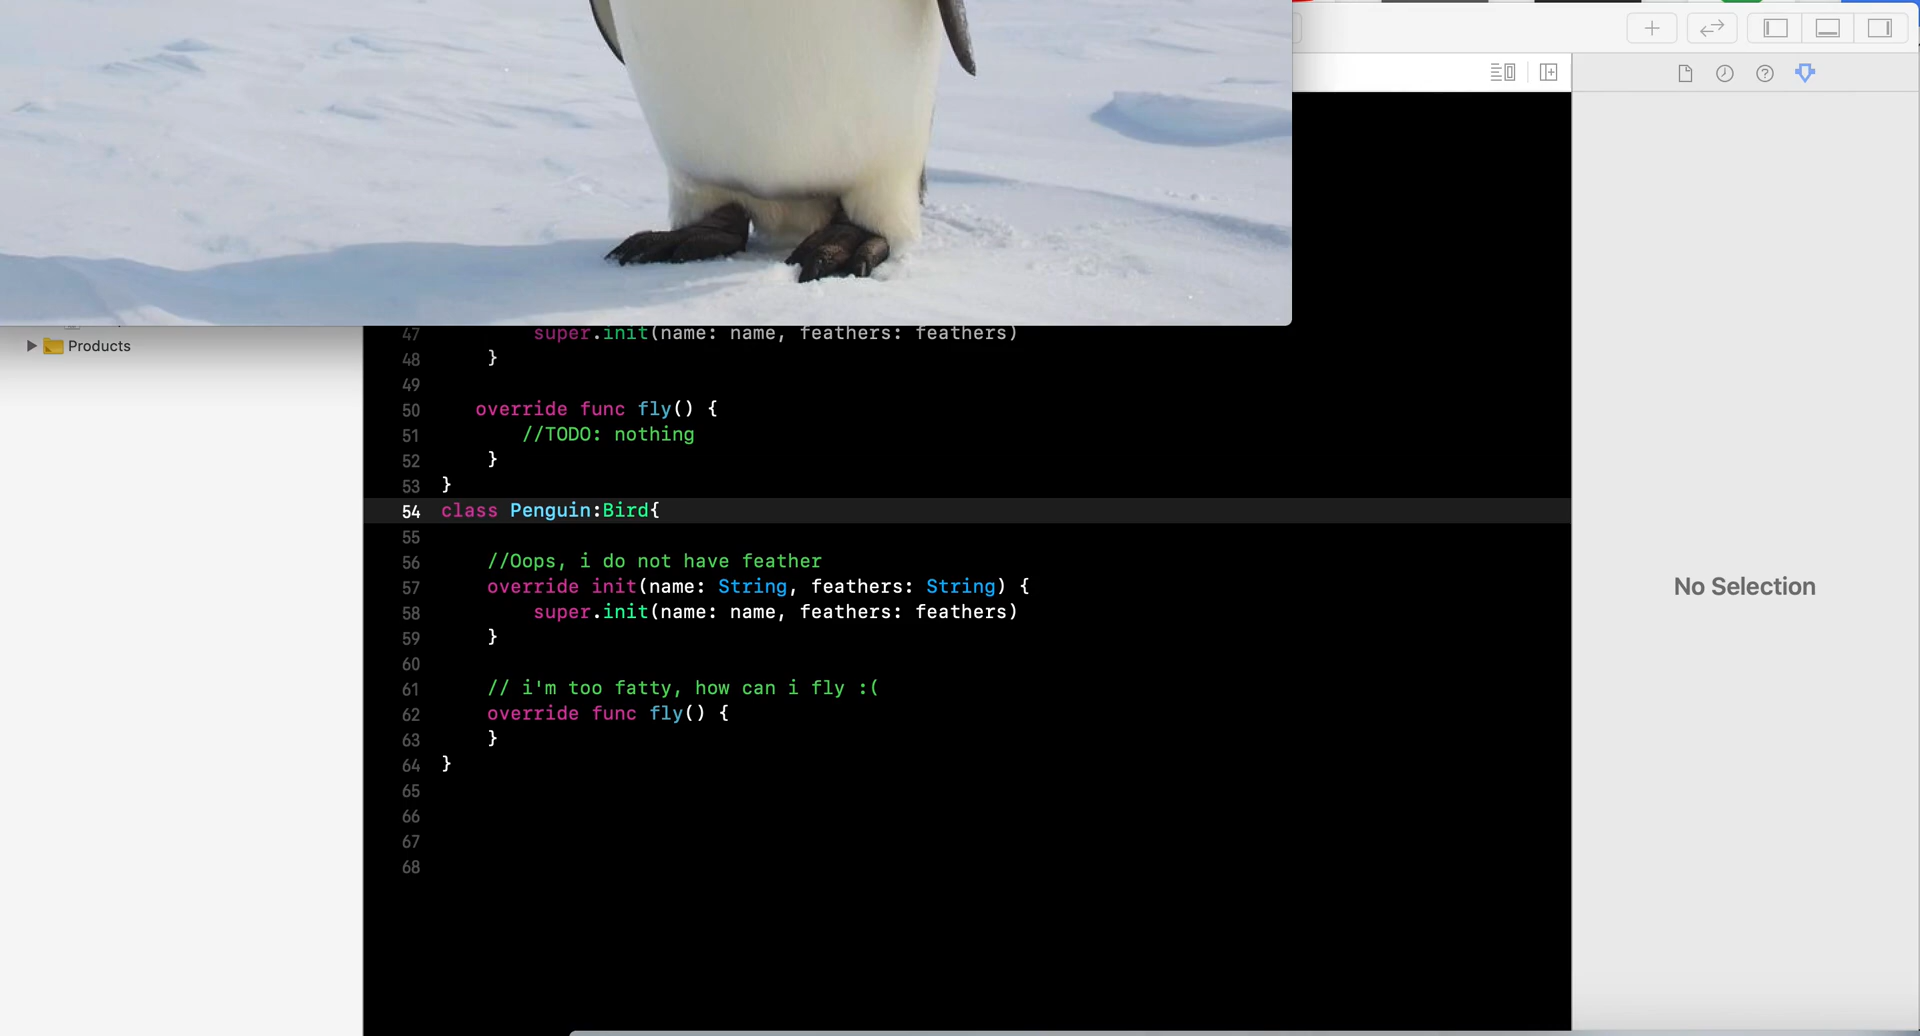 Products
47 super.init(name: name, feathers: feathers)
48 }
49
50 override func fly() {
51 //TODO: nothing
52 }
53 }
54 class Penguin:Bird{
55
56 //Oops, i do not have feather
57 override init(name: String, feathers: String) {
58 super.init(name: name, feathers: feathers)
59 }
60
61 // i'm too fatty, how can i fly :(
62 override func fly() {
63 }
64 }
65
66
67
68
No Selection